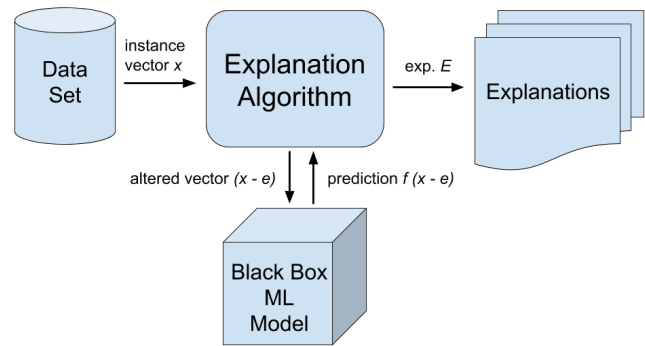 Data
Set
instance
vector x
Explanation
Algorithm
exp. E
Explanations
altered vector (x - e)
prediction f (x - e)
Black Box
ML
Model